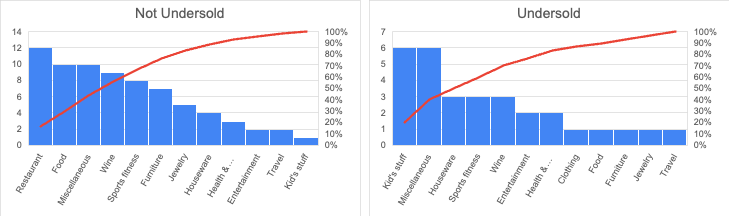 Not Undersold
14
12
10
8
6
4
2
0
100%
90%
80%
70%
60%
50%
40%
30%
20%
10%
0%
Restaurant
Food
Miscellaneous
Wine
Sports fitness
Furniture
Jewelry
Houseware
Health & ...
Entertainment
Travel
Kid's stuff
Undersold
7
6
5
4
3
2
1
0
100%
90%
80%
70%
60%
50%
40%
30%
20%
10%
0%
Kid's stuff
Miscellaneous
Houseware
Sports fitness
Wine
Entertainment
Health & ...
Clothing
Food
Furniture
Jewelry
Travel